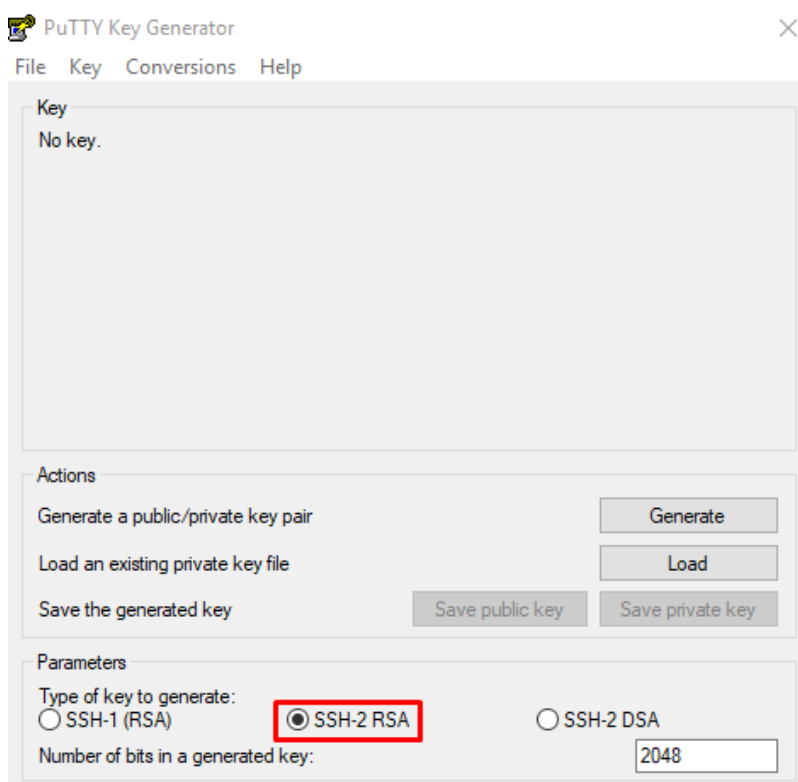 PuTTY Key Generator
File Key Conversions Help
Key
No key.
Actions
Generate a public/private key pair Generate
Load an existing private key file Load
Save the generated key Save public key Save private key
Parameters
Type of key to generate:
SSH-1 (RSA) SSH-2 RSA SSH-2 DSA
Number of bits in a generated key: 2048